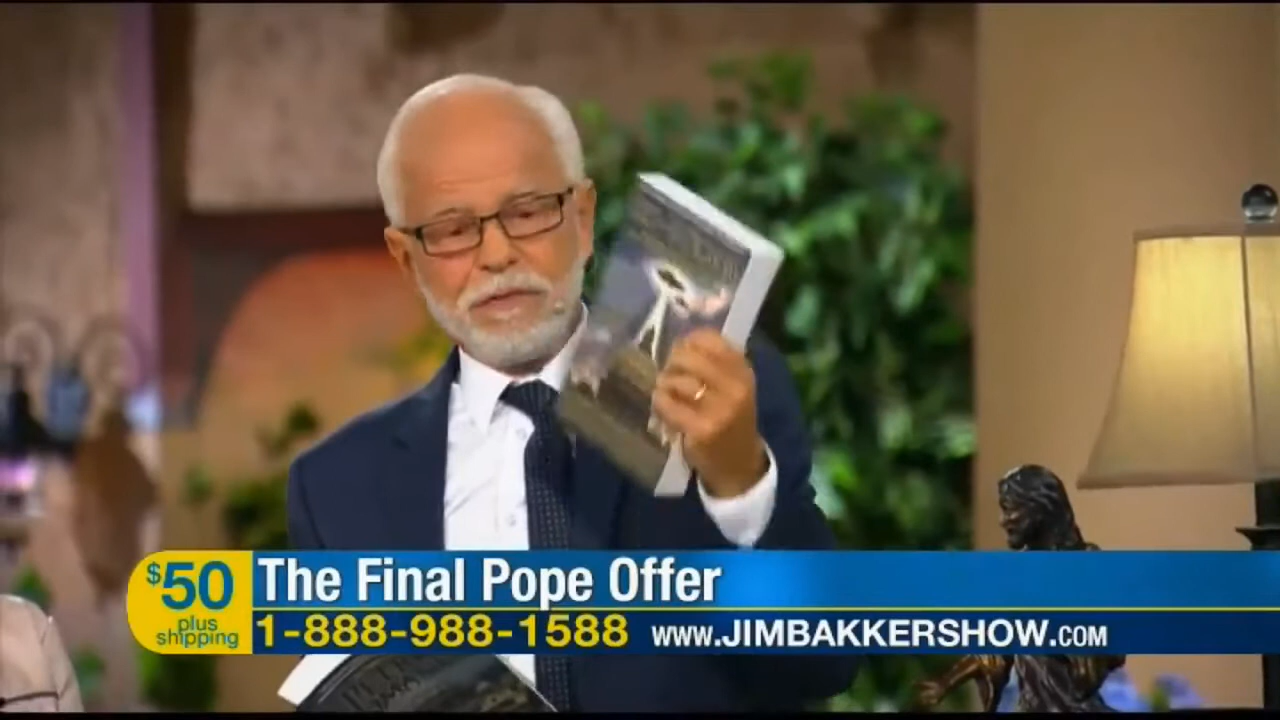 $50
plus
shipping
The Final Pope Offer
1-888-988-1588
www.JIMBAKKERSHOW.COM